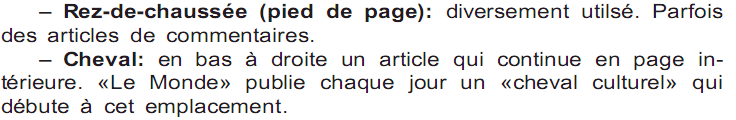 – Rez-de-chaussée (pied de page): diversement utilsé. Parfois
des articles de commentaires.
– Cheval: en bas à droite un article qui continue en page in-
térieure. «Le Monde» publie chaque jour un «cheval culturel» qui
débute à cet emplacement.